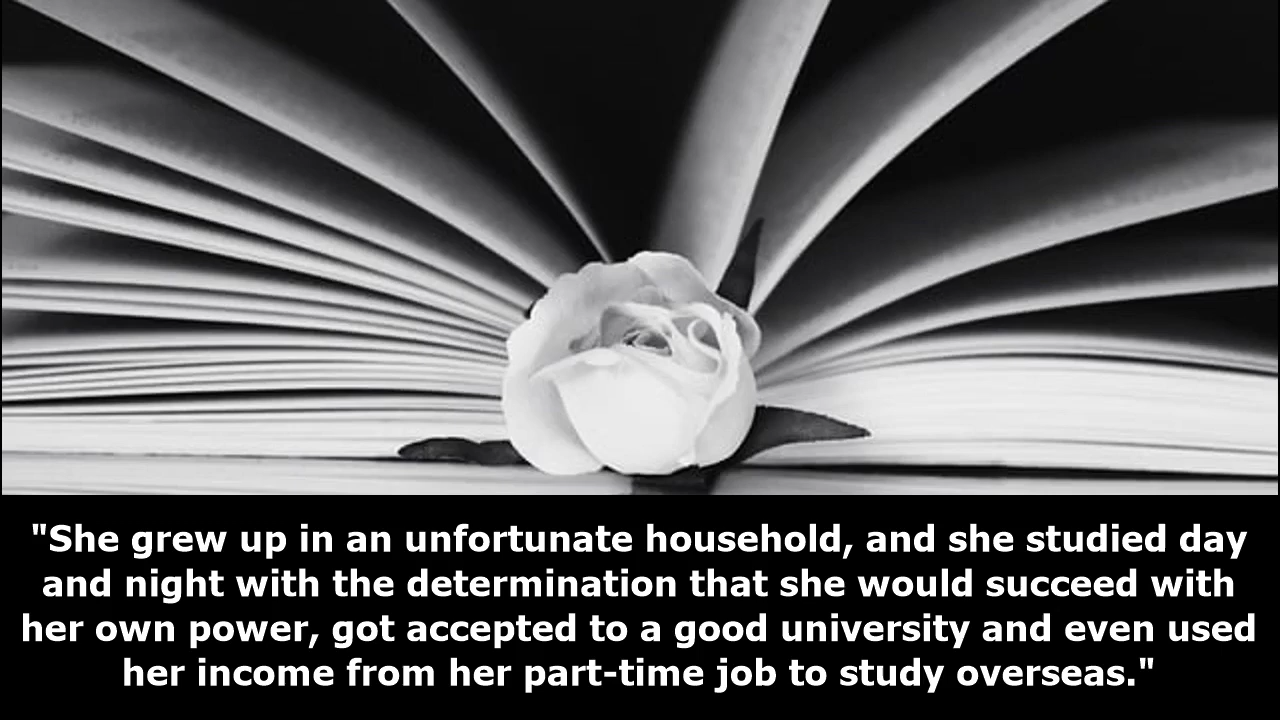 "She grew up in an unfortunate household, and she studied day
and night with the determination that she would succeed with
her own power, got accepted to a good university and even used
her income from her part-time job to study overseas."